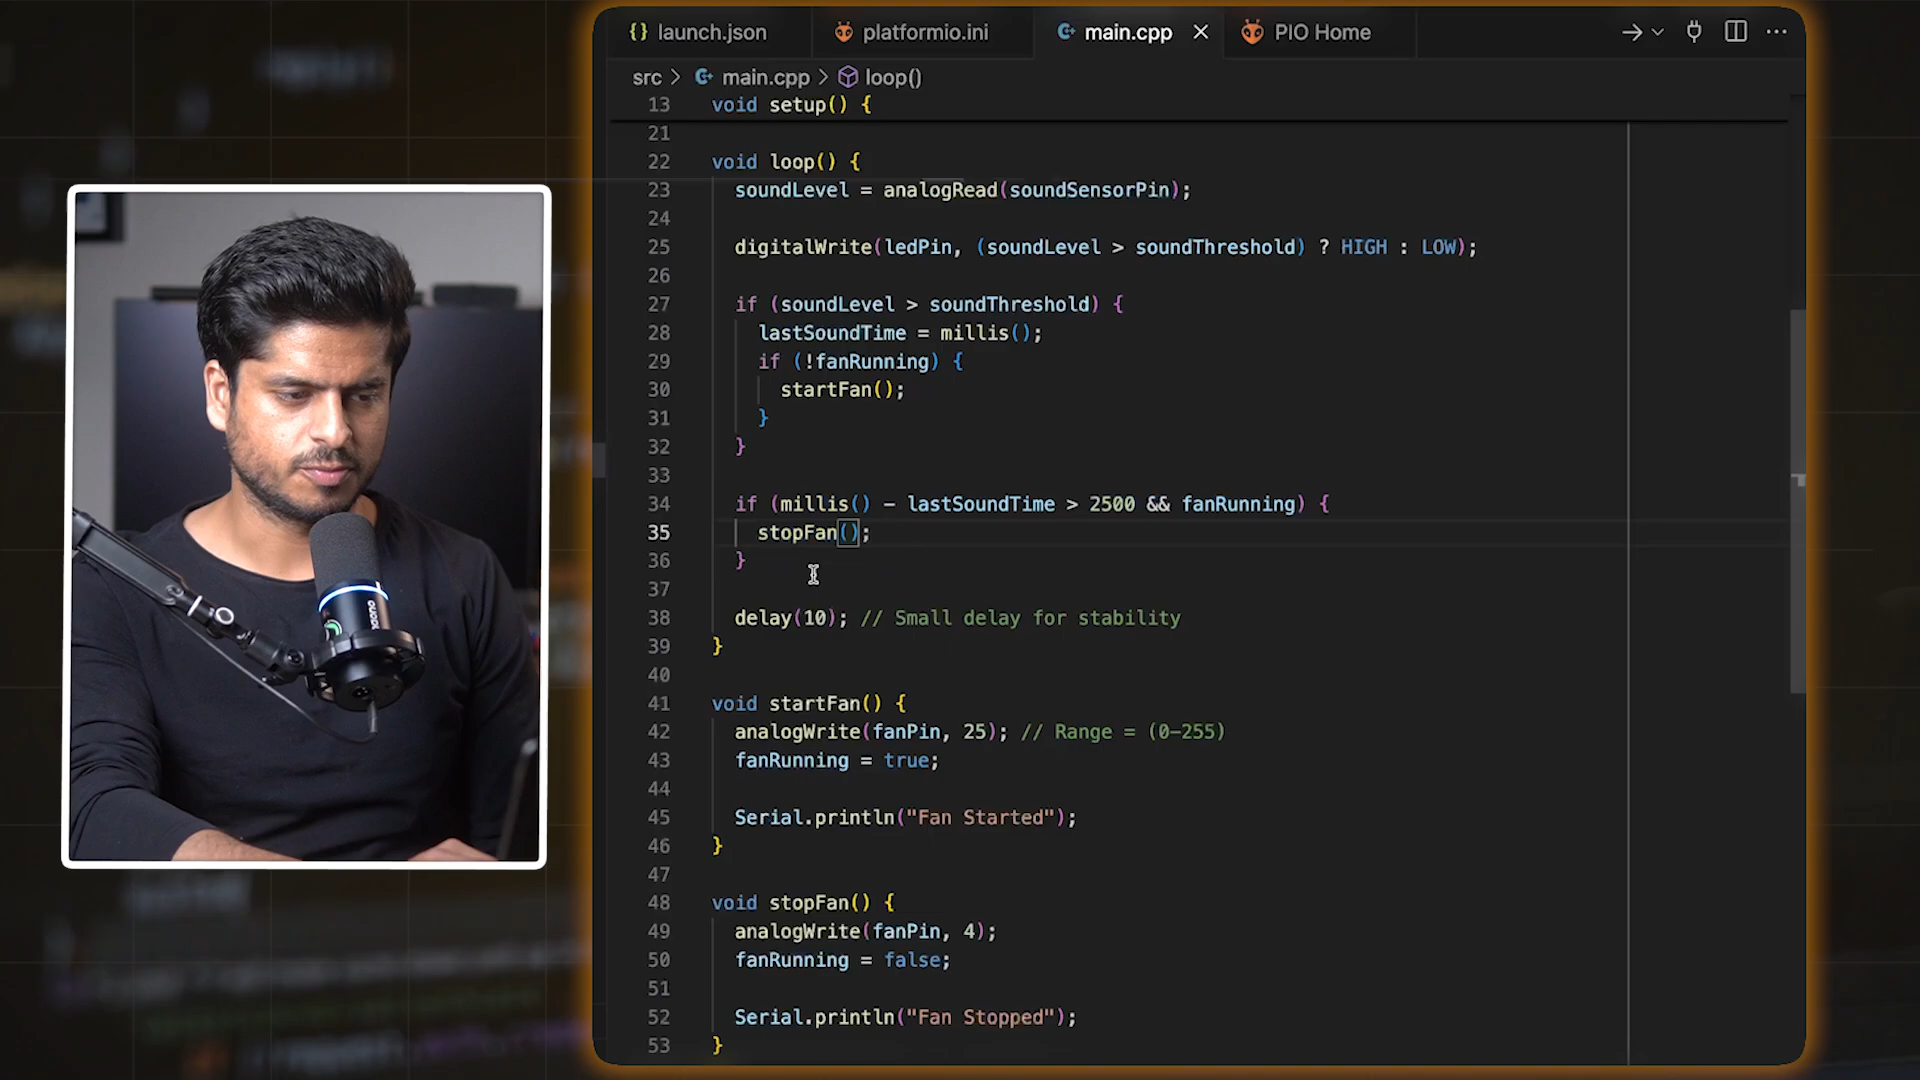 launch.json platformio.ini main.cpp PIO Home
src > main.cpp > loop()
13 void setup() {
21
22 void loop() {
23 soundLevel = analogRead(soundSensorPin);
24
25 digitalWrite(ledPin, (soundLevel > soundThreshold) ? HIGH : LOW);
26
27 if (soundLevel > soundThreshold) {
28 lastSoundTime = millis();
29 if (!fanRunning) {
30 startFan();
31 }
32 }
33
34 if (millis() - lastSoundTime > 2500 && fanRunning) {
35 stopFan();
36 }
37
38 delay(10); // Small delay for stability
39 }
40
41 void startFan() {
42 analogWrite(fanPin, 25); // Range = (0-255)
43 fanRunning = true;
44
45 Serial.println("Fan Started");
46 }
47
48 void stopFan() {
49 analogWrite(fanPin, 4);
50 fanRunning = false;
51
52 Serial.println("Fan Stopped");
53 }
maono